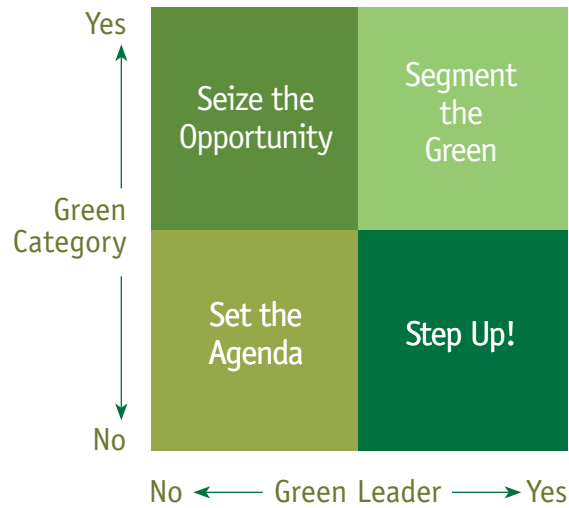 Yes
Seize the
Opportunity
Segment
the
Green
Green
Category
Set the
Agenda
Step Up!
No
No Green Leader Yes